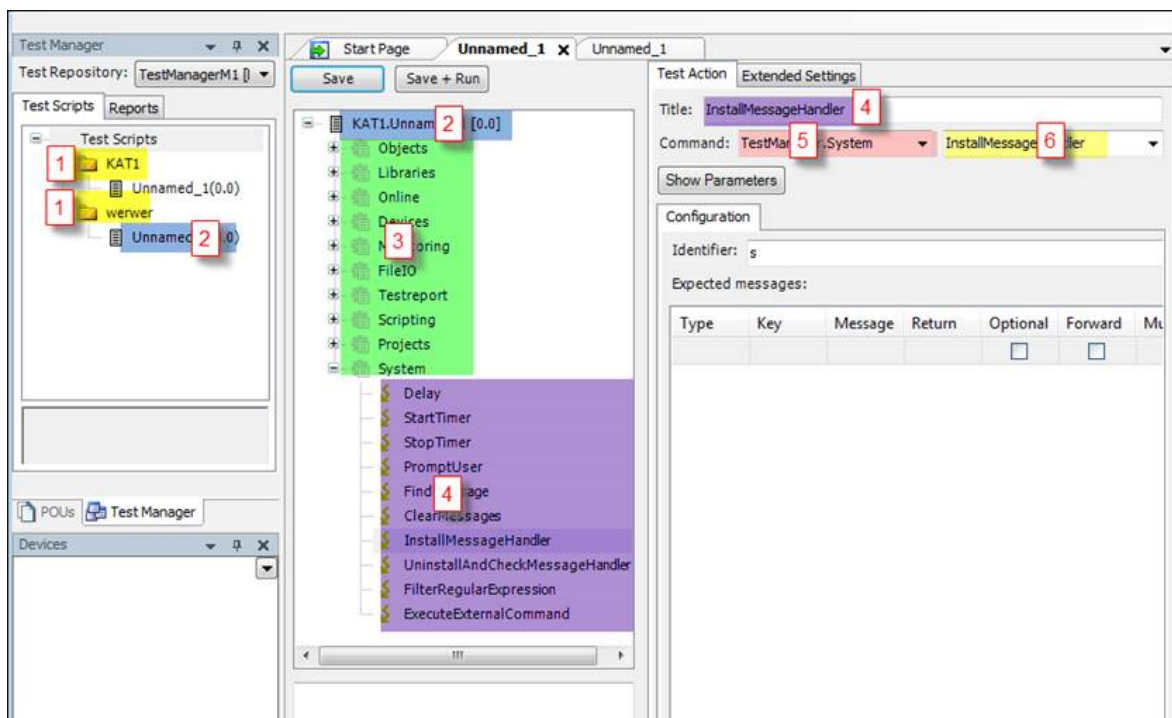 Test Manager
Test Repository: TestManagerM1 [
Test Scripts Reports
Test Scripts
1 KAT1
Unnamed_1(0.0)
1 werwer
2
POUs Test Manager
Devices
Start Page Unnamed_1 Unnamed_1
Save Save + Run
2 [0.0]
Objects
Libraries
Online
Devices
3
FileIO
Testreport
Scripting
Projects
System
Delay
StartTimer
StopTimer
PromptUser
4
ClearMessages
InstallMessageHandler
UninstallAndCheckMessageHandler
FilterRegularExpression
ExecuteExternalCommand
Test Action Extended Settings
Title: InstallMessageHandler 4
Command: 5 6
Show Parameters
Configuration
Identifier: s
Expected messages:
Type Key Message Return Optional Forward Mu